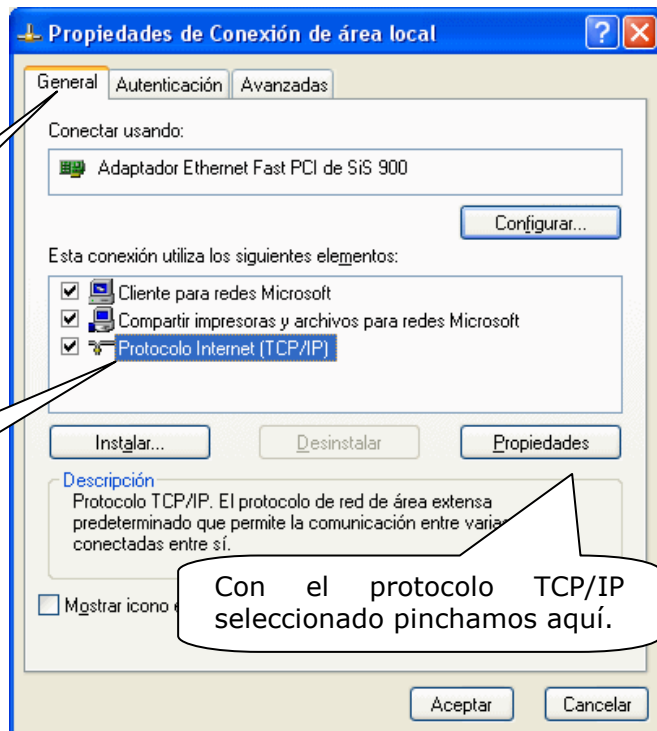 Propiedades de Conexión de área local
General
Autenticación
Avanzadas
Conectar usando:
Adaptador Ethernet Fast PCI de SiS 900
Configurar...
Esta conexión utiliza los siguientes elementos:
Cliente para redes Microsoft
Compartir impresoras y archivos para redes Microsoft
Protocolo Internet (TCP/IP)
Instalar...
Desinstalar
Propiedades
Descripción
Protocolo TCP/IP. El protocolo de red de área extensa
predeterminado que permite la comunicación entre
conectadas entre sí.
Con el protocolo TCP/IP
seleccionado pinchamos aquí.
Mostrar icono
Aceptar
Cancelar